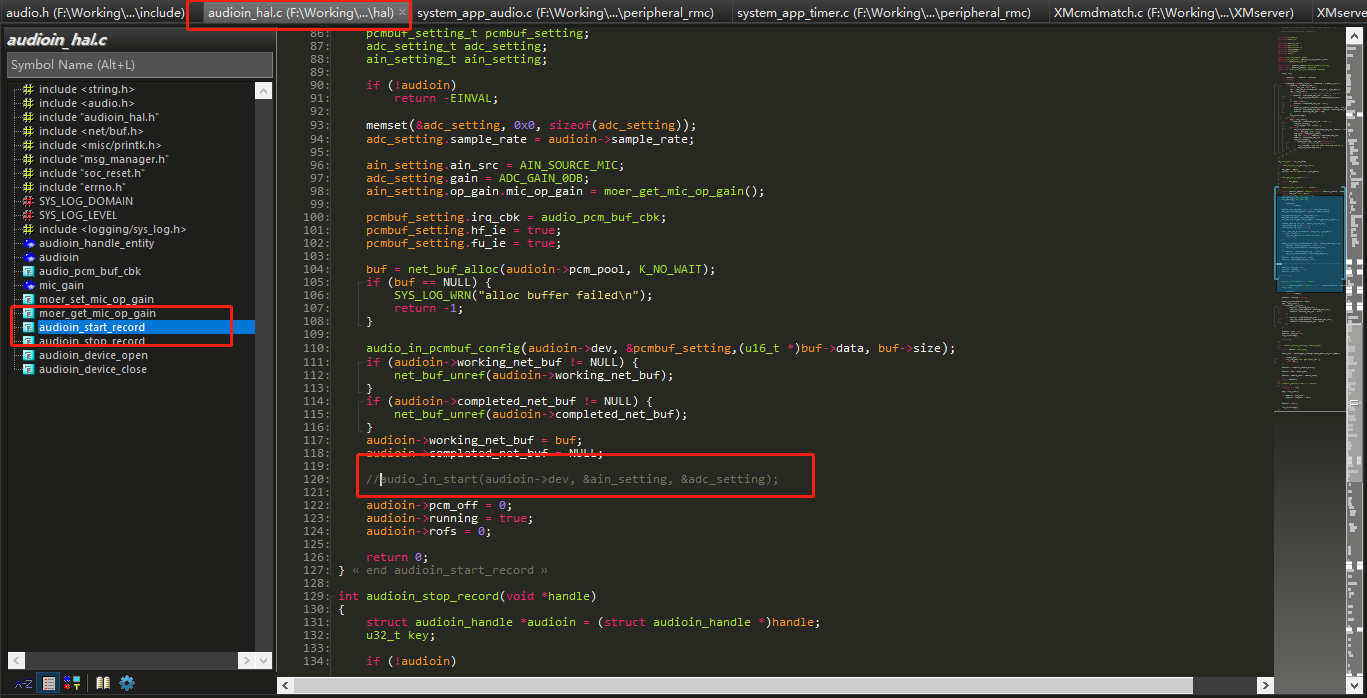 audio.h (F:\Working\...\include)
audioin_hal.c (F:\Working\...\hal) ×
system_app_audio.c (F:\Working\...\peripheral_rmc)
system_app_timer.c (F:\Working\...\peripheral_rmc)
XMcmdmatch.c (F:\Working\...\XMserver)
XMserve
audioin_hal.c
Symbol Name (Alt+L)
include <string.h>
include <audio.h>
include "audioin_hal.h"
include <net/buf.h>
include <misc/printk.h>
include "msg_manager.h"
include "soc_reset.h"
include "errno.h"
SYS_LOG_DOMAIN
SYS_LOG_LEVEL
include <logging/sys_log.h>
audioin_handle_entity
audioin
audio_pcm_buf_cbk
mic_gain
moer_set_mic_op_gain
moer_get_mic_op_gain
audioin_start_record
audioin_stop_record
audioin_device_open
audioin_device_close
A-Z
86: pcmbuf_setting_t pcmbuf_setting;
87: adc_setting_t adc_setting;
88: ain_setting_t ain_setting;
89:
90: if (!audioin)
91: return -EINVAL;
92:
93: memset(&adc_setting, 0x0, sizeof(adc_setting));
94: adc_setting.sample_rate = audioin->sample_rate;
95:
96: ain_setting.ain_src = AIN_SOURCE_MIC;
97: adc_setting.gain = ADC_GAIN_0DB;
98: ain_setting.op_gain.mic_op_gain = moer_get_mic_op_gain();
99:
100: pcmbuf_setting.irq_cbk = audio_pcm_buf_cbk;
101: pcmbuf_setting.hf_ie = true;
102: pcmbuf_setting.fu_ie = true;
103:
104: buf = net_buf_alloc(audioin->pcm_pool, K_NO_WAIT);
105: if (buf == NULL) {
106: SYS_LOG_WRN("alloc buffer failed\n");
107: return -1;
108: }
109:
110: audio_in_pcmbuf_config(audioin->dev, &pcmbuf_setting,(u16_t *)buf->data, buf->size);
111: if (audioin->working_net_buf != NULL) {
112: net_buf_unref(audioin->working_net_buf);
113: }
114: if (audioin->completed_net_buf != NULL) {
115: net_buf_unref(audioin->completed_net_buf);
116: }
117: audioin->working_net_buf = buf;
118: audioin->completed_net_buf = NULL;
119:
120: //audio_in_start(audioin->dev, &ain_setting, &adc_setting);
121:
122: audioin->pcm_off = 0;
123: audioin->running = true;
124: audioin->rofs = 0;
125:
126: return 0;
127: } « end audioin_start_record »
128:
129: int audioin_stop_record(void *handle)
130: {
131: struct audioin_handle *audioin = (struct audioin_handle *)handle;
132: u32_t key;
133:
134: if (!audioin)